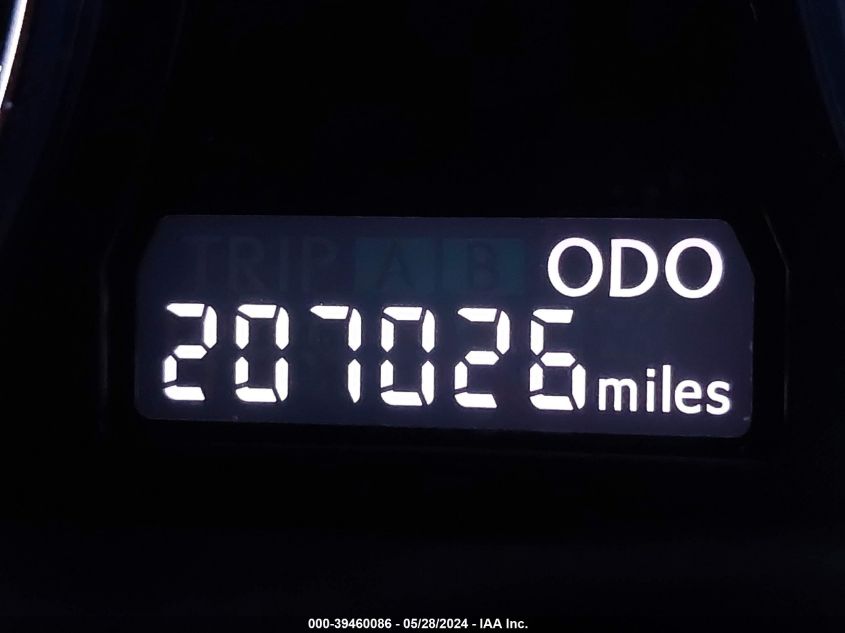 TRIP A B ODO
207026 miles
000-39460086 - 05/28/2024 - IAA Inc.